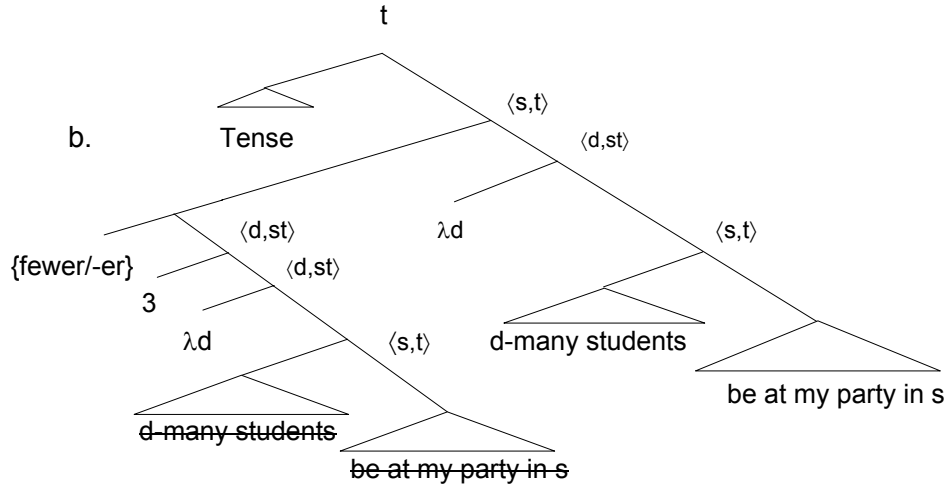 t
⟨s,t⟩
b. Tense ⟨d,st⟩
⟨d,st⟩ λd ⟨s,t⟩
{fewer/-er} ⟨d,st⟩
3
λd ⟨s,t⟩ d-many students
be at my party in s
d-many students
be at my party in s